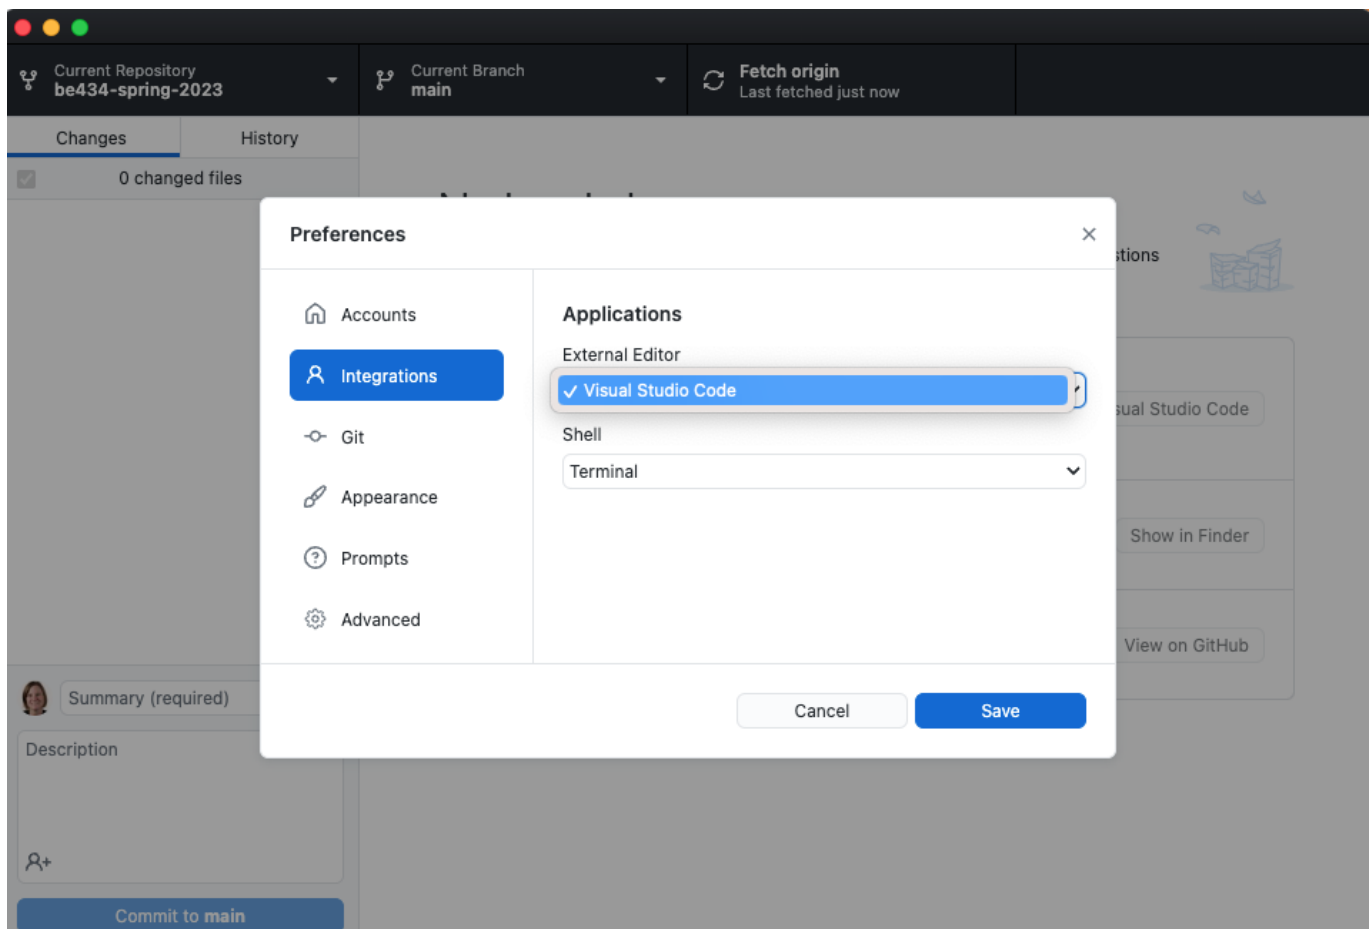 Current Repository
be434-spring-2023
Current Branch
main
Fetch origin
Last fetched just now
Changes
History
0 changed files
Preferences
stions
Accounts
Integrations
Git
Appearance
Prompts
Advanced
Applications
External Editor
✓ Visual Studio Code
Shell
Terminal
sual Studio Code
Show in Finder
View on GitHub
Cancel
Save
Summary (required)
Description
Commit to main